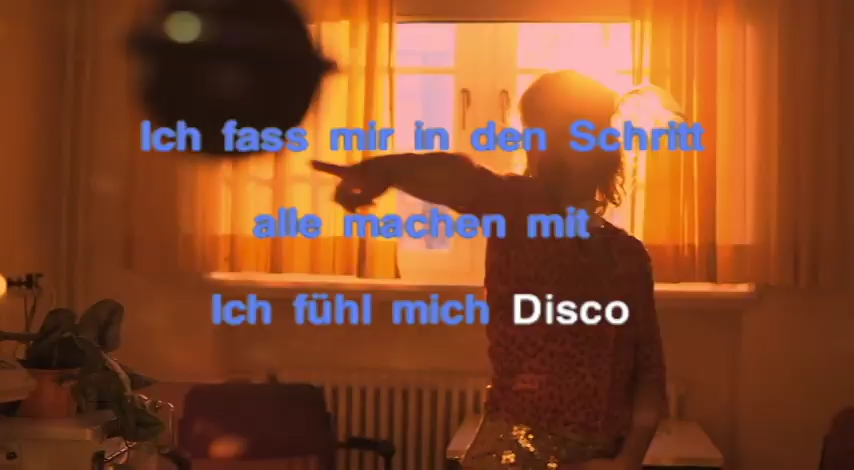 Ich fass mir in den Schritt
alle machen mit
Ich fühl mich Disco